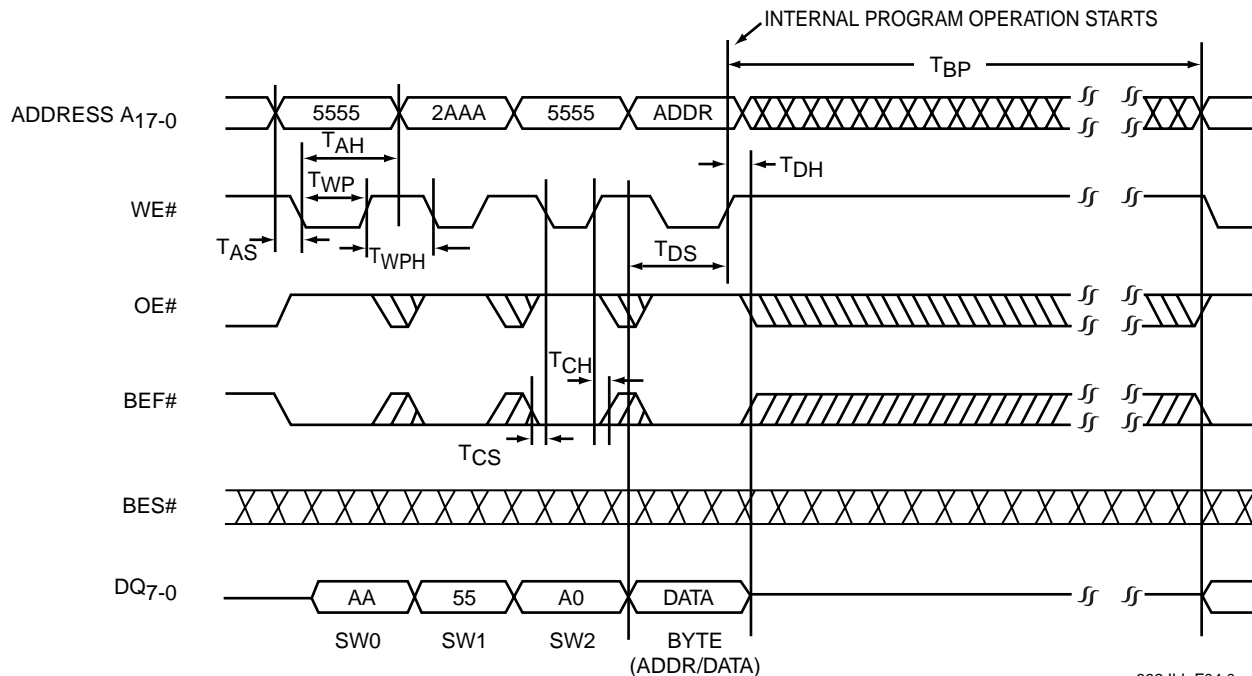 INTERNAL PROGRAM OPERATION STARTS
TBP
ADDRESS A17-0
5555
2AAA
5555
ADDR
TAH
TDH
TWP
WE#
TAS
TWPH
TDS
OE#
TCH
BEF#
TCS
BES#
DQ7-0
AA
55
A0
DATA
SW0
SW1
SW2
BYTE
(ADDR/DATA)